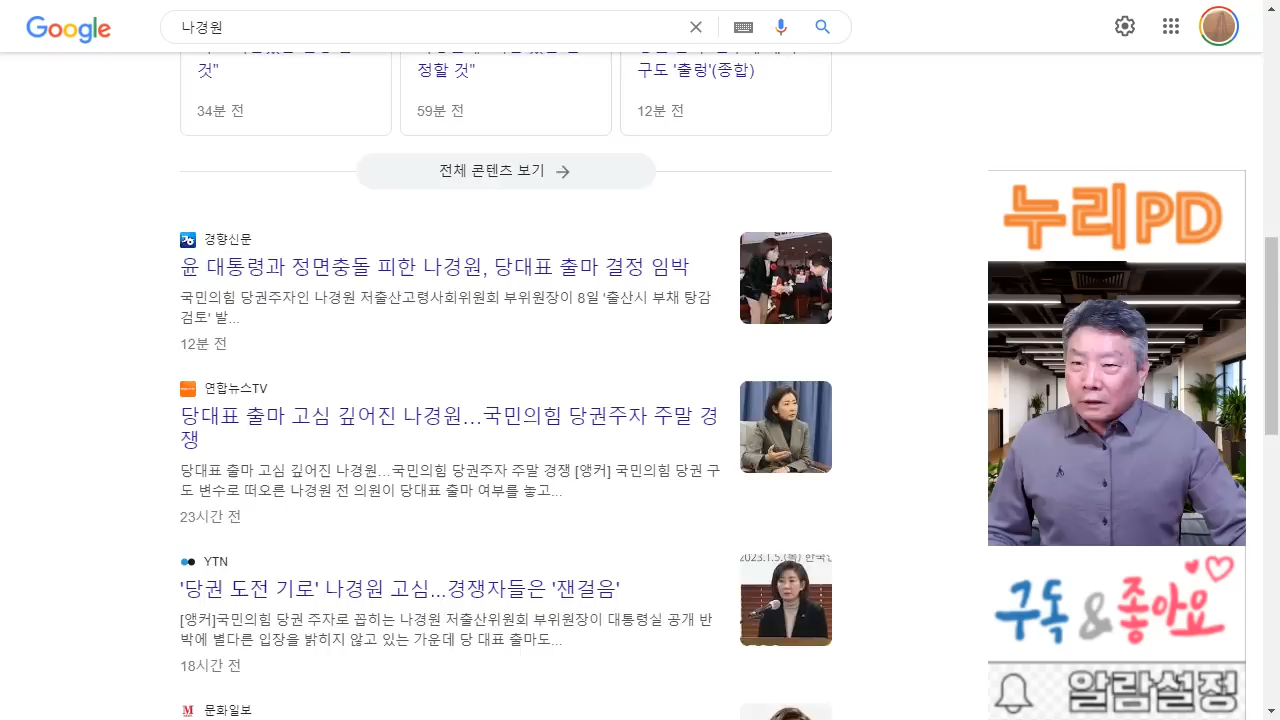 Google
나경원
것"
34분 전
정할 것"
59분 전
구도 '출렁'(종합)
12분 전
전체 콘텐츠 보기
경향신문
윤 대통령과 정면충돌 피한 나경원, 당대표 출마 결정 임박
국민의힘 당권주자인 나경원 저출산고령사회위원회 부위원장이 8일 '출산시 부채 탕감
검토' 발...
12분 전
연합뉴스TV
당대표 출마 고심 깊어진 나경원…국민의힘 당권주자 주말 경
쟁
당대표 출마 고심 깊어진 나경원…국민의힘 당권주자 주말 경쟁 [앵커] 국민의힘 당권 구
도 변수로 떠오른 나경원 전 의원이 당대표 출마 여부를 놓고...
23시간 전
YTN
'당권 도전 기로' 나경원 고심...경쟁자들은 '잰걸음'
[앵커]국민의힘 당권 주자로 꼽히는 나경원 저출산위원회 부위원장이 대통령실 공개 반
박에 별다른 입장을 밝히지 않고 있는 가운데 당 대표 출마도...
18시간 전
2023.1.5.(목)
문화일보
누리PD
구독&좋아요
알람설정